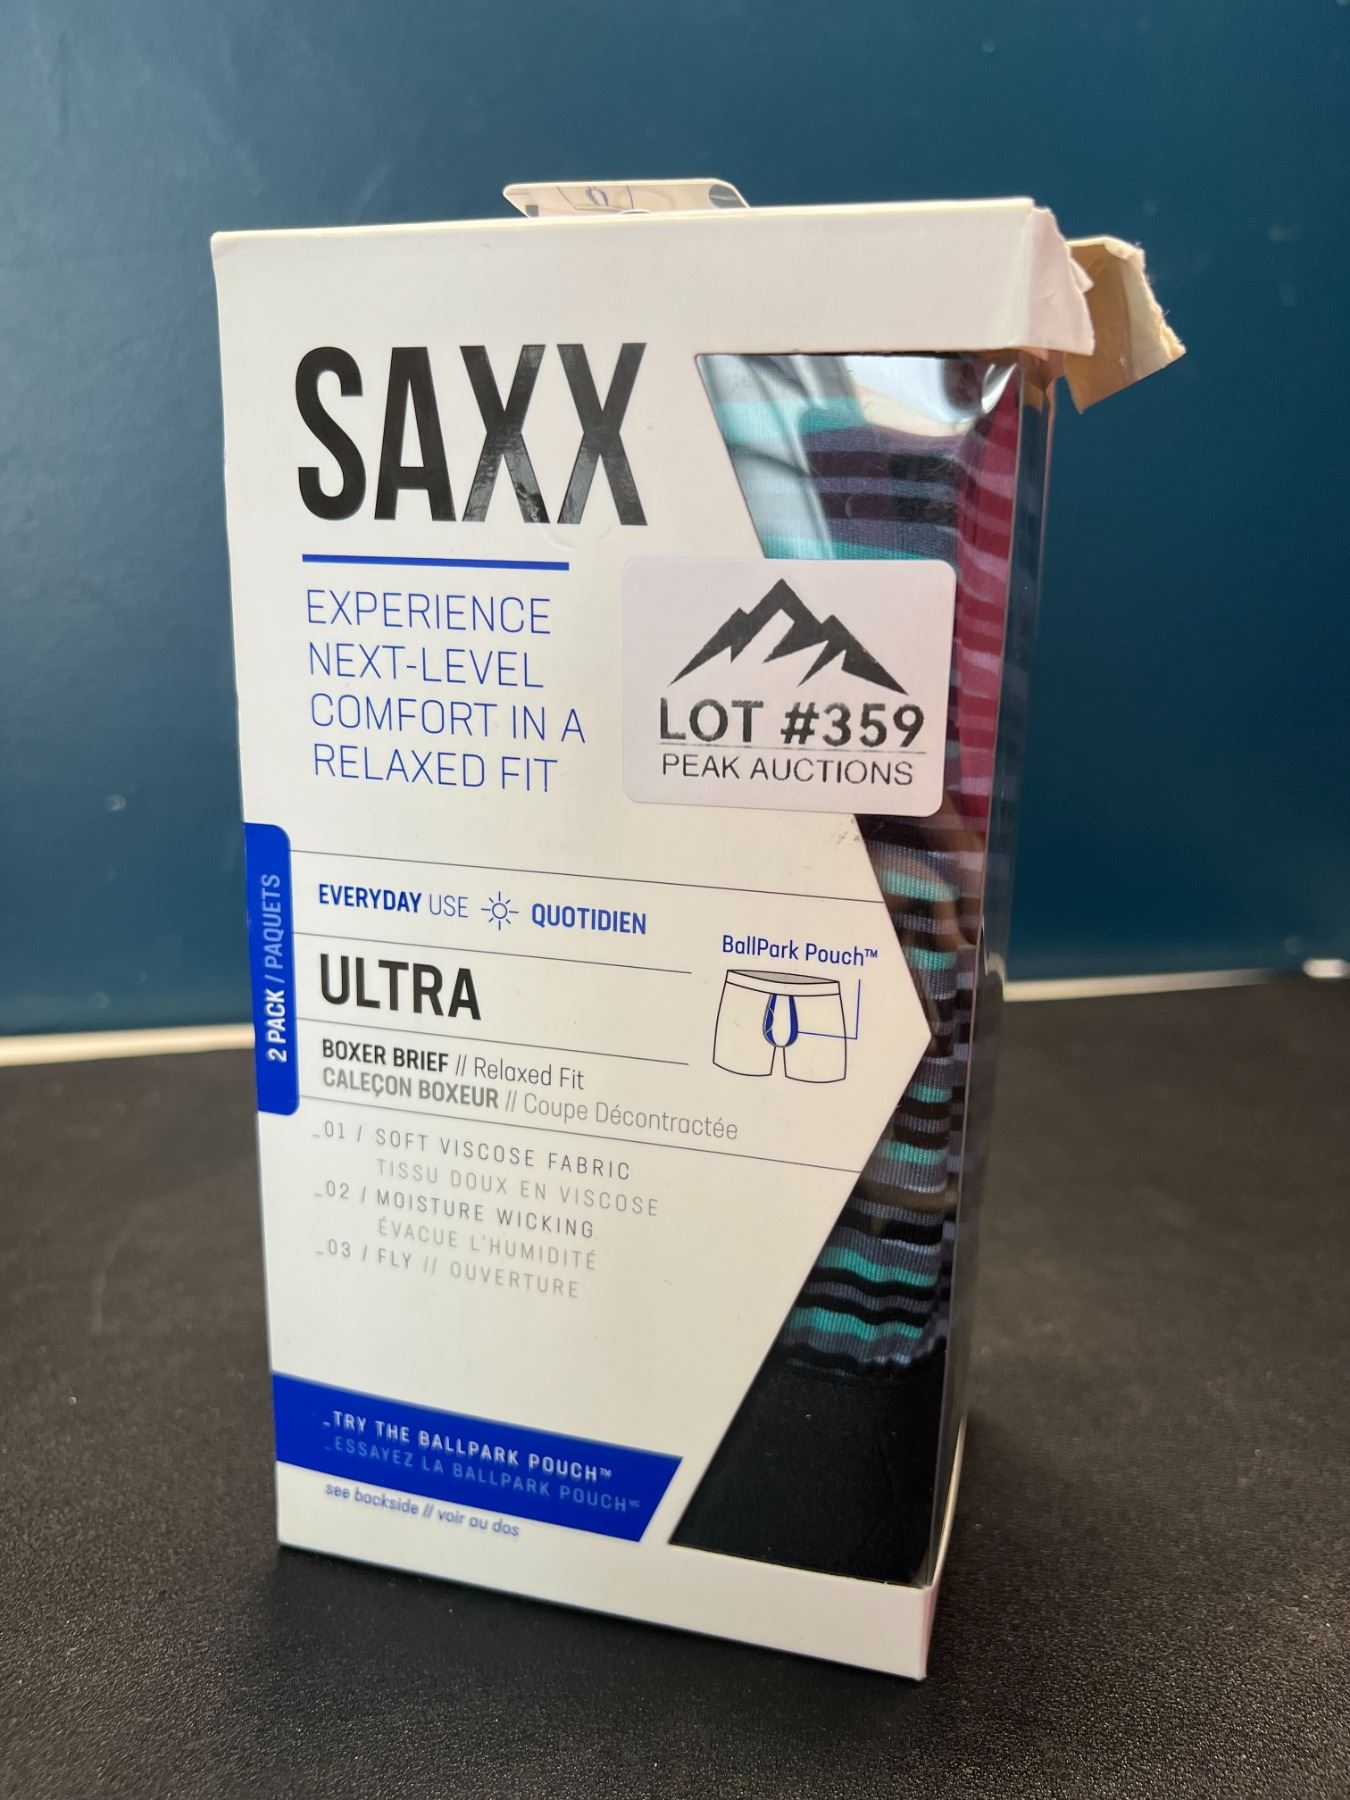 SAXX
EXPERIENCE
NEXT-LEVEL
COMFORT IN A
RELAXED FIT
LOT #359
PEAK AUCTIONS
2 PACK / PAQUETS
EVERYDAY USE QUOTIDIEN
BallPark Pouch™
ULTRA
BOXER BRIEF // Relaxed Fit
CALEÇON BOXEUR // Coupe Décontractée
_01 / SOFT VISCOSE FABRIC
TISSU DOUX EN VISCOSE
_02 / MOISTURE WICKING
ÉVACUE L'HUMIDITÉ
_03 / FLY // OUVERTURE
_TRY THE BALLPARK POUCH™
_ESSAYEZ LA BALLPARK POUCHᴹᶜ
see backside // voir au dos